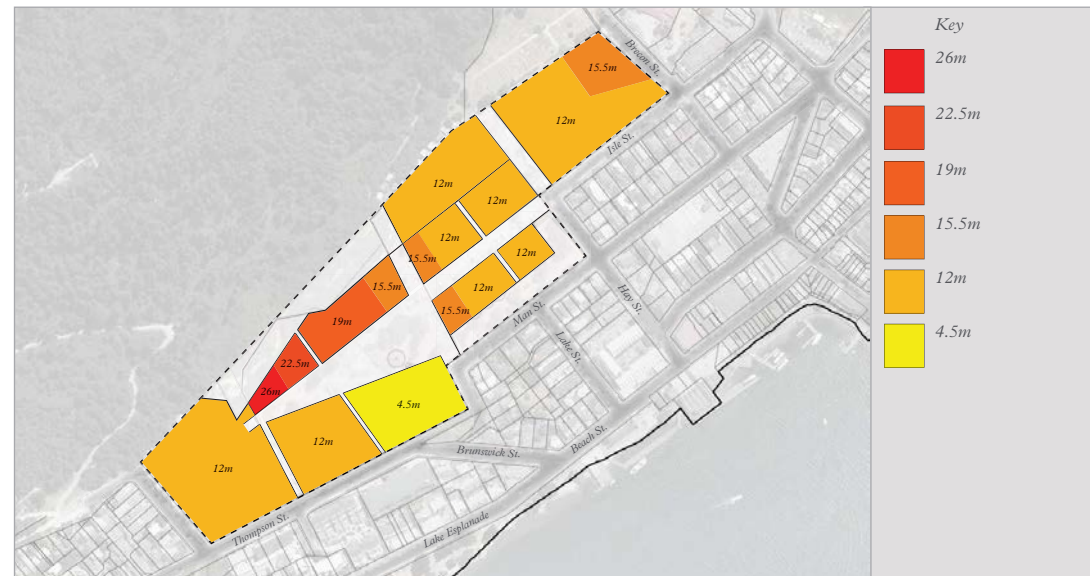 Key
26m
22.5m
19m
15.5m
12m
4.5m
Brecon St.
15.5m
12m
Isle St.
12m
12m
12m
15.5m
12m
12m
15.5m
Hay St.
15.5m
Man St.
19m
Lake St.
22.5m
26m
4.5m
12m
Beach St.
Brunswick St.
12m
Thompson St.
Lake Esplanade